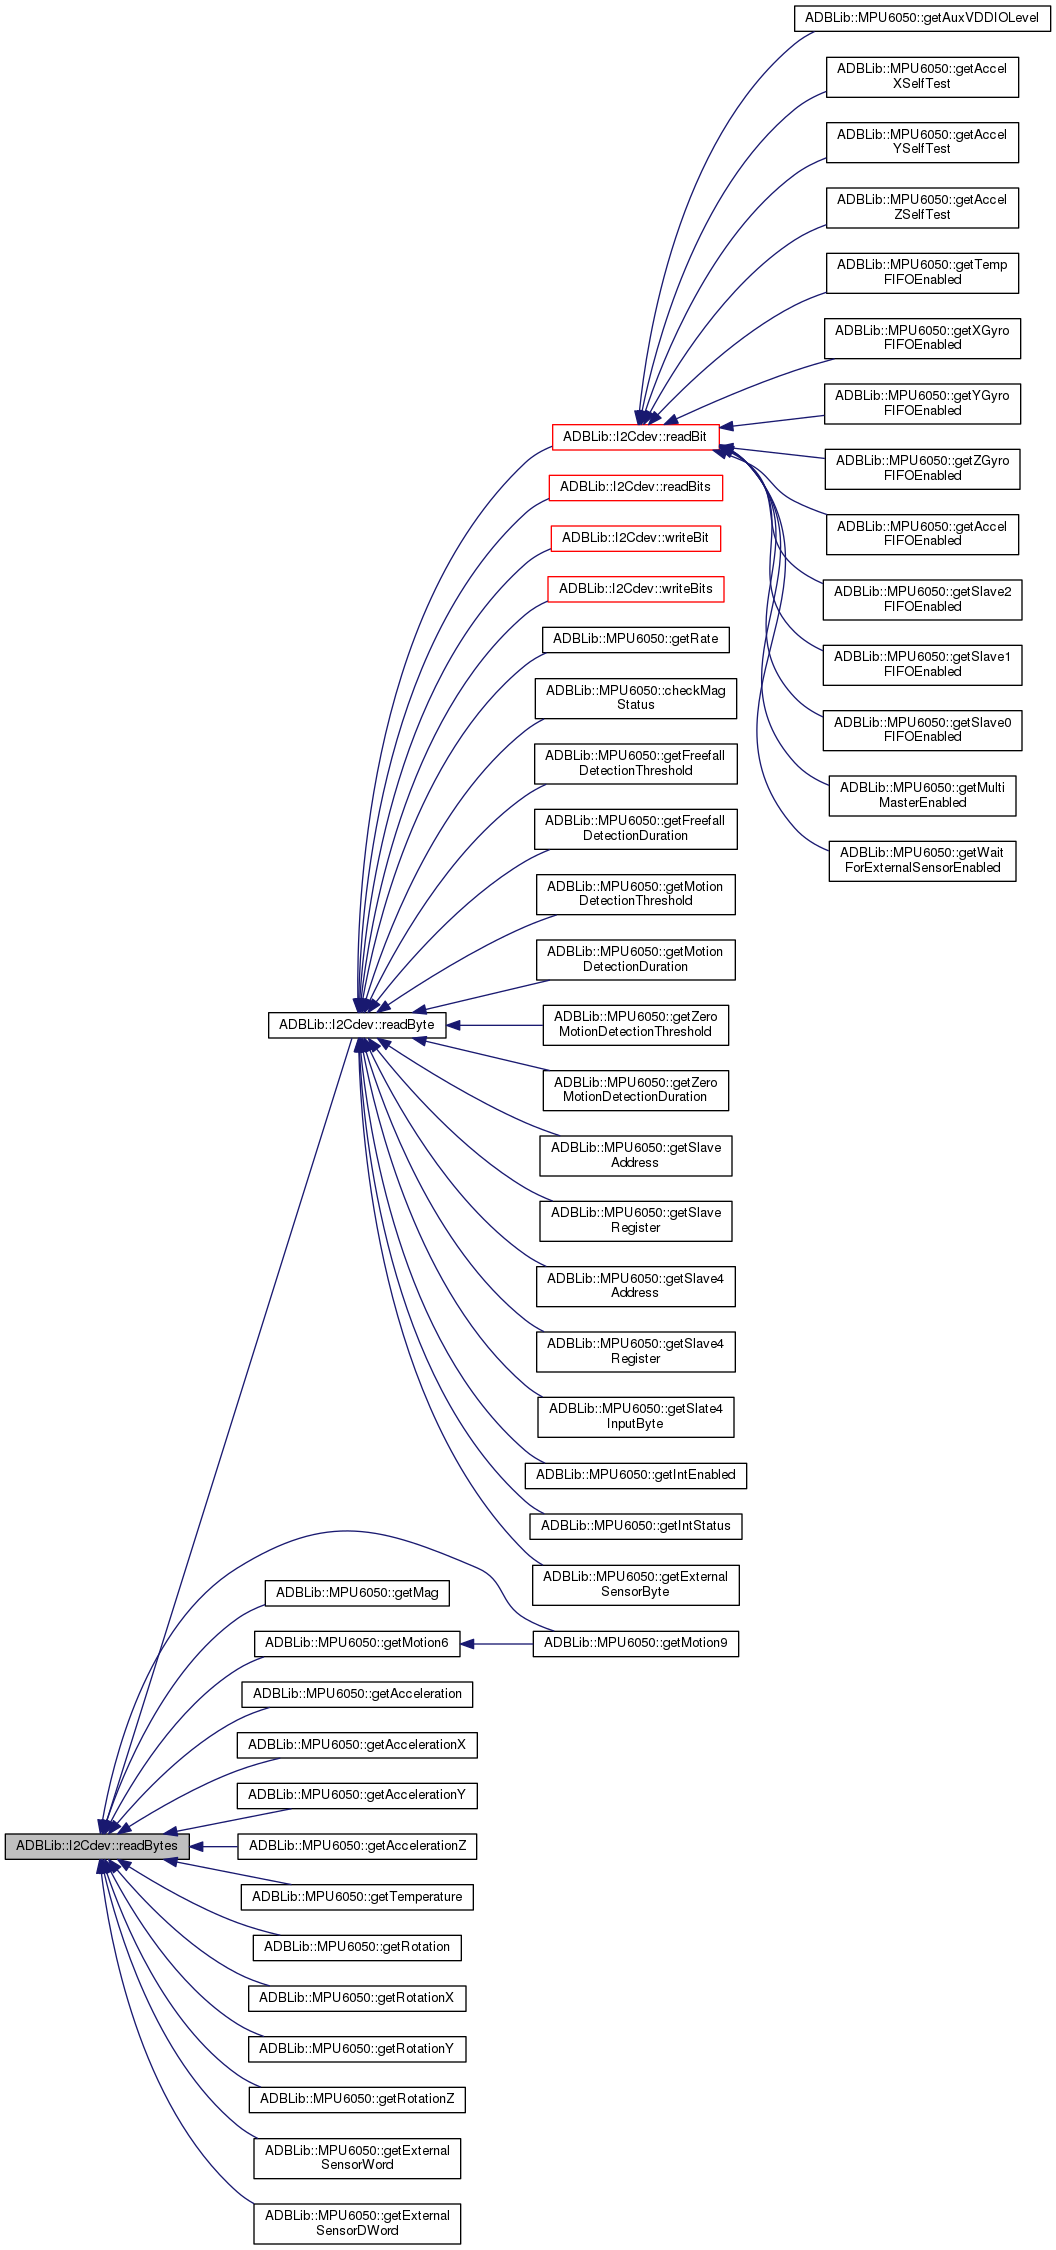 ADBLib::MPU6050::getAuxVDDIOLevel
ADBLib::MPU6050::getAccel
XSelfTest
ADBLib::MPU6050::getAccel
YSelfTest
ADBLib::MPU6050::getAccel
ZSelfTest
ADBLib::MPU6050::getTemp
FIFOEnabled
ADBLib::MPU6050::getXGyro
FIFOEnabled
ADBLib::MPU6050::getYGyro
FIFOEnabled
ADBLib::I2Cdev::readBit
ADBLib::MPU6050::getZGyro
FIFOEnabled
ADBLib::I2Cdev::readBits
ADBLib::MPU6050::getAccel
FIFOEnabled
ADBLib::I2Cdev::writeBit
ADBLib::I2Cdev::writeBits
ADBLib::MPU6050::getSlave2
FIFOEnabled
ADBLib::MPU6050::getRate
ADBLib::MPU6050::getSlave1
FIFOEnabled
ADBLib::MPU6050::checkMag
Status
ADBLib::MPU6050::getSlave0
FIFOEnabled
ADBLib::MPU6050::getFreefall
DetectionThreshold
ADBLib::MPU6050::getMulti
MasterEnabled
ADBLib::MPU6050::getFreefall
DetectionDuration
ADBLib::MPU6050::getWait
ForExternalSensorEnabled
ADBLib::MPU6050::getMotion
DetectionThreshold
ADBLib::MPU6050::getMotion
DetectionDuration
ADBLib::I2Cdev::readByte
ADBLib::MPU6050::getZero
MotionDetectionThreshold
ADBLib::MPU6050::getZero
MotionDetectionDuration
ADBLib::MPU6050::getSlave
Address
ADBLib::MPU6050::getSlave
Register
ADBLib::MPU6050::getSlave4
Address
ADBLib::MPU6050::getSlave4
Register
ADBLib::MPU6050::getSlate4
InputByte
ADBLib::MPU6050::getIntEnabled
ADBLib::MPU6050::getIntStatus
ADBLib::MPU6050::getExternal
SensorByte
ADBLib::MPU6050::getMag
ADBLib::MPU6050::getMotion6
ADBLib::MPU6050::getMotion9
ADBLib::MPU6050::getAcceleration
ADBLib::MPU6050::getAccelerationX
ADBLib::MPU6050::getAccelerationY
ADBLib::I2Cdev::readBytes
ADBLib::MPU6050::getAccelerationZ
ADBLib::MPU6050::getTemperature
ADBLib::MPU6050::getRotation
ADBLib::MPU6050::getRotationX
ADBLib::MPU6050::getRotationY
ADBLib::MPU6050::getRotationZ
ADBLib::MPU6050::getExternal
SensorWord
ADBLib::MPU6050::getExternal
SensorDWord